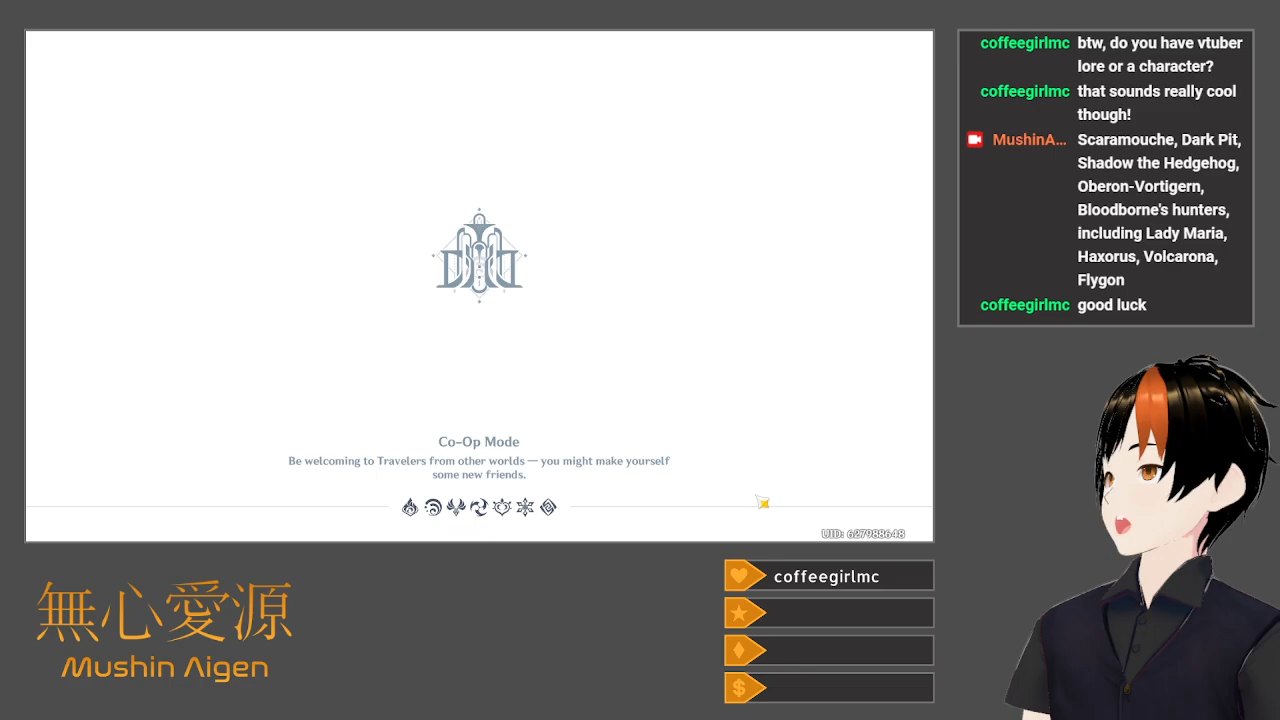 coffeegirlmc btw, do you have vtuber
lore or a character?
coffeegirlmc that sounds really cool
though!
MushinA... Scaramouche, Dark Pit,
Shadow the Hedgehog,
Oberon-Vortigern,
Bloodborne's hunters,
including Lady Maria,
Haxorus, Volcarona,
Flygon
coffeegirlmc good luck
Co-Op Mode
Be welcoming to Travelers from other worlds — you might make yourself
some new friends.
UID: 627988648
coffeegirlmc
無心愛源
Mushin Aigen
$